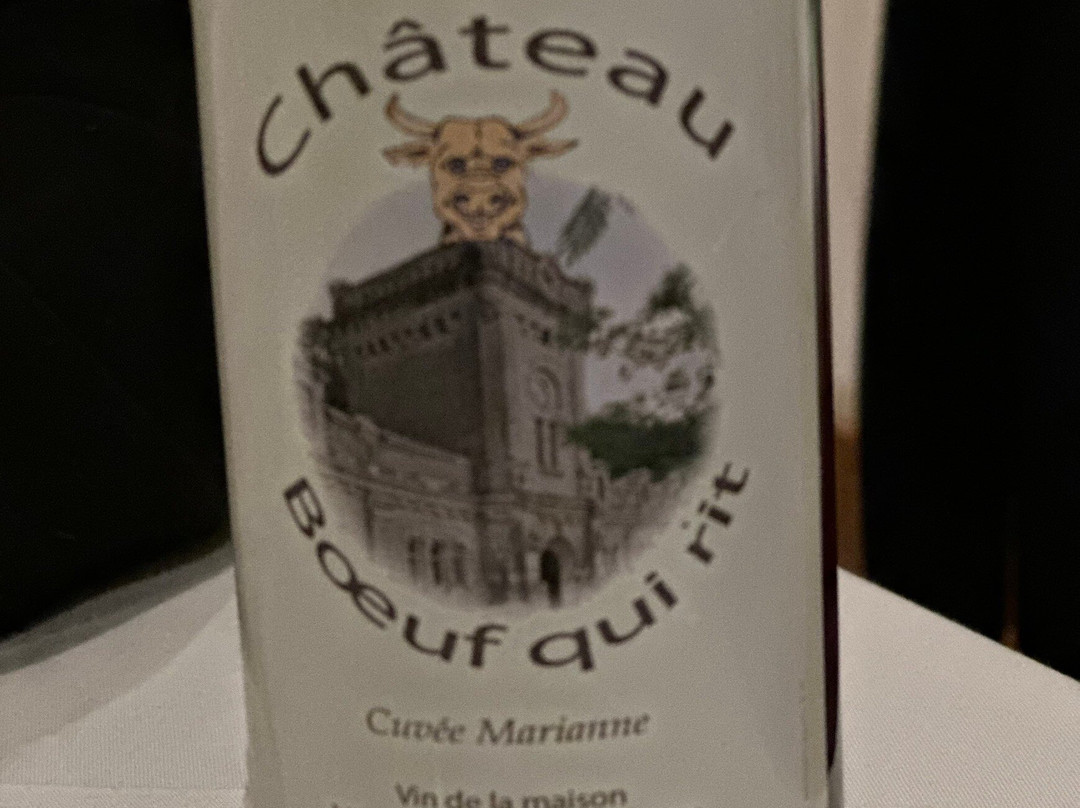 Château
Bœuf qui rit
Cuvée Marianne
Vin de la maison